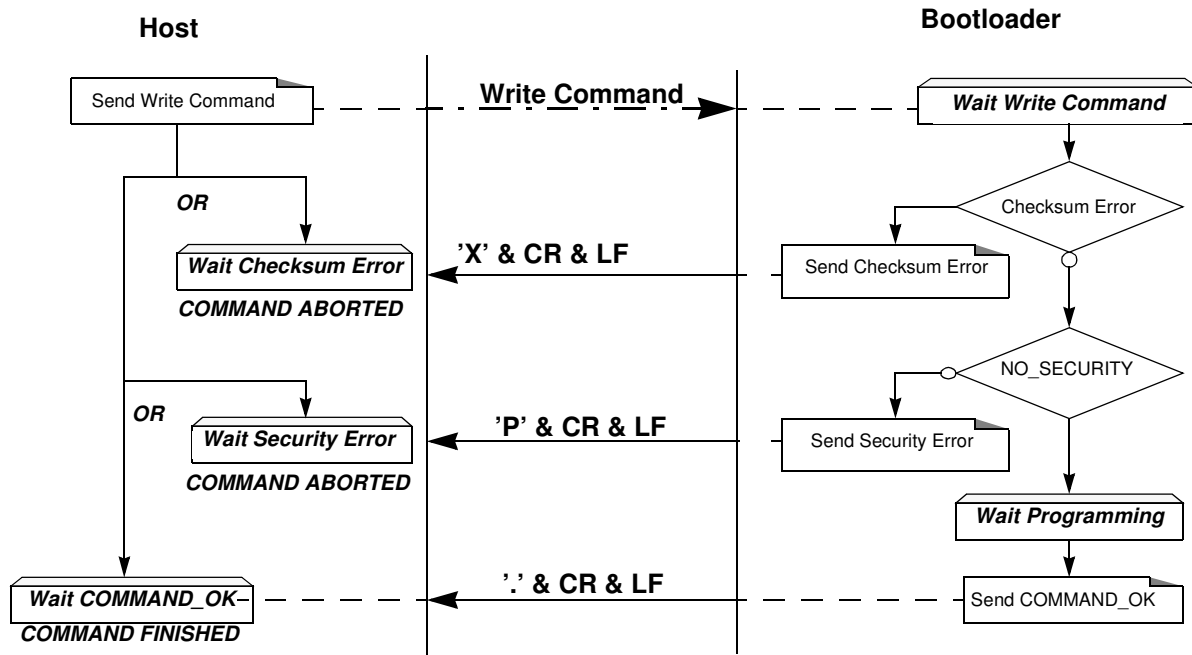 Host
Bootloader
Send Write Command
Write Command
Wait Write Command
OR
Checksum Error
Wait Checksum Error
’X’ & CR & LF
Send Checksum Error
COMMAND ABORTED
NO_SECURITY
OR
Wait Security Error
’P’ & CR & LF
Send Security Error
COMMAND ABORTED
Wait Programming
Wait COMMAND_OK
’.’ & CR & LF
Send COMMAND_OK
COMMAND FINISHED